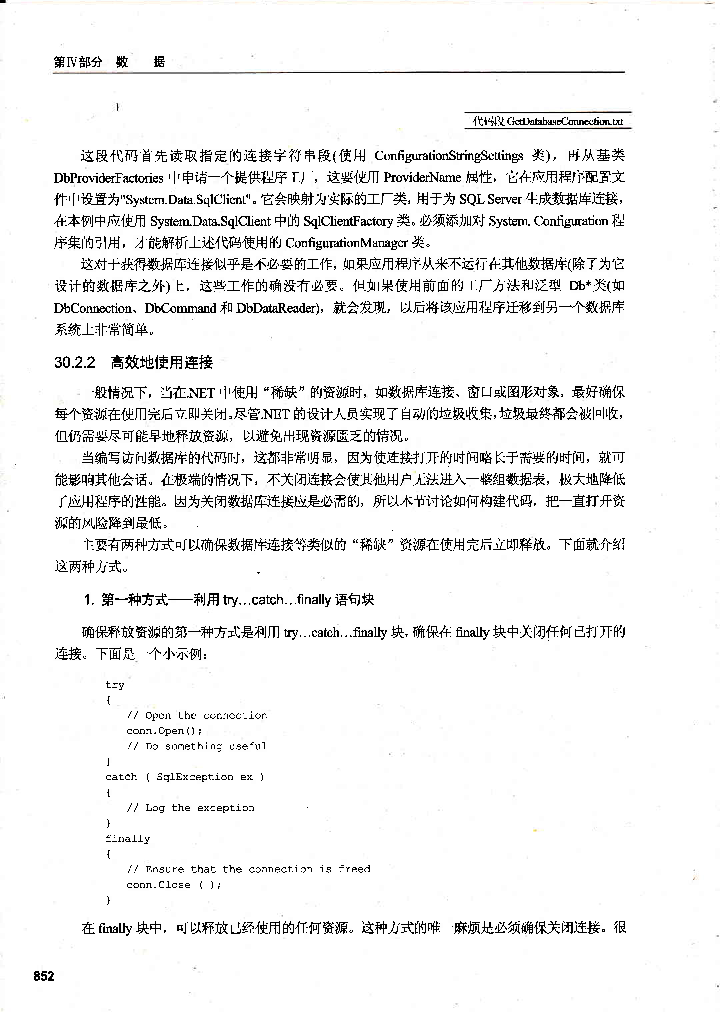 第Ⅳ部分 数 据
}
代码段 GetDatabaseConnection.txt
这段代码首先读取指定的连接字符串段(使用 ConfigurationStringSettings 类)，再从基类
DbProviderFactories 中申请一个提供程序工厂，这要使用 ProviderName 属性，它在应用程序配置文
件中设置为"System.Data.SqlClient"。它会映射为实际的工厂类，用于为 SQL Server 生成数据库连接，
在本例中应使用 System.Data.SqlClient 中的 SqlClientFactory 类。必须添加对 System. Configuration 程
序集的引用，才能解析上述代码使用的 ConfigurationManager 类。
这对于获得数据库连接似乎是不必要的工作，如果应用程序从来不运行在其他数据库(除了为它
设计的数据库之外)上，这些工作的确没有必要。但如果使用前面的工厂方法和泛型 Db*类(如
DbConnection、DbCommand 和 DbDataReader)，就会发现，以后将该应用程序迁移到另一个数据库
系统上非常简单。
30.2.2 高效地使用连接
一般情况下，当在.NET 中使用“稀缺”的资源时，如数据库连接、窗口或图形对象，最好确保
每个资源在使用完后立即关闭。尽管.NET 的设计人员实现了自动的垃圾收集，垃圾最终都会被回收，
但仍需要尽可能早地释放资源，以避免出现资源匮乏的情况。
当编写访问数据库的代码时，这都非常明显，因为使连接打开的时间略长于需要的时间，就可
能影响其他会话。在极端的情况下，不关闭连接会使其他用户无法进入一整组数据表，极大地降低
了应用程序的性能。因为关闭数据库连接应是必需的，所以本节讨论如何构建代码，把一直打开资
源的风险降到最低。
主要有两种方式可以确保数据库连接等类似的“稀缺”资源在使用完后立即释放。下面就介绍
这两种方式。
1. 第一种方式——利用 try…catch…finally 语句块
确保释放资源的第一种方式是利用 try…catch…finally 块，确保在 finally 块中关闭任何已打开的
连接。下面是一个小示例：
try
{
// Open the connection
conn.Open();
// Do something useful
}
catch ( SqlException ex )
{
// Log the exception
}
finally
{
// Ensure that the connection is freed
conn.Close ( );
}
在 finally 块中，可以释放已经使用的任何资源。这种方式的唯一麻烦是必须确保关闭连接。很
852